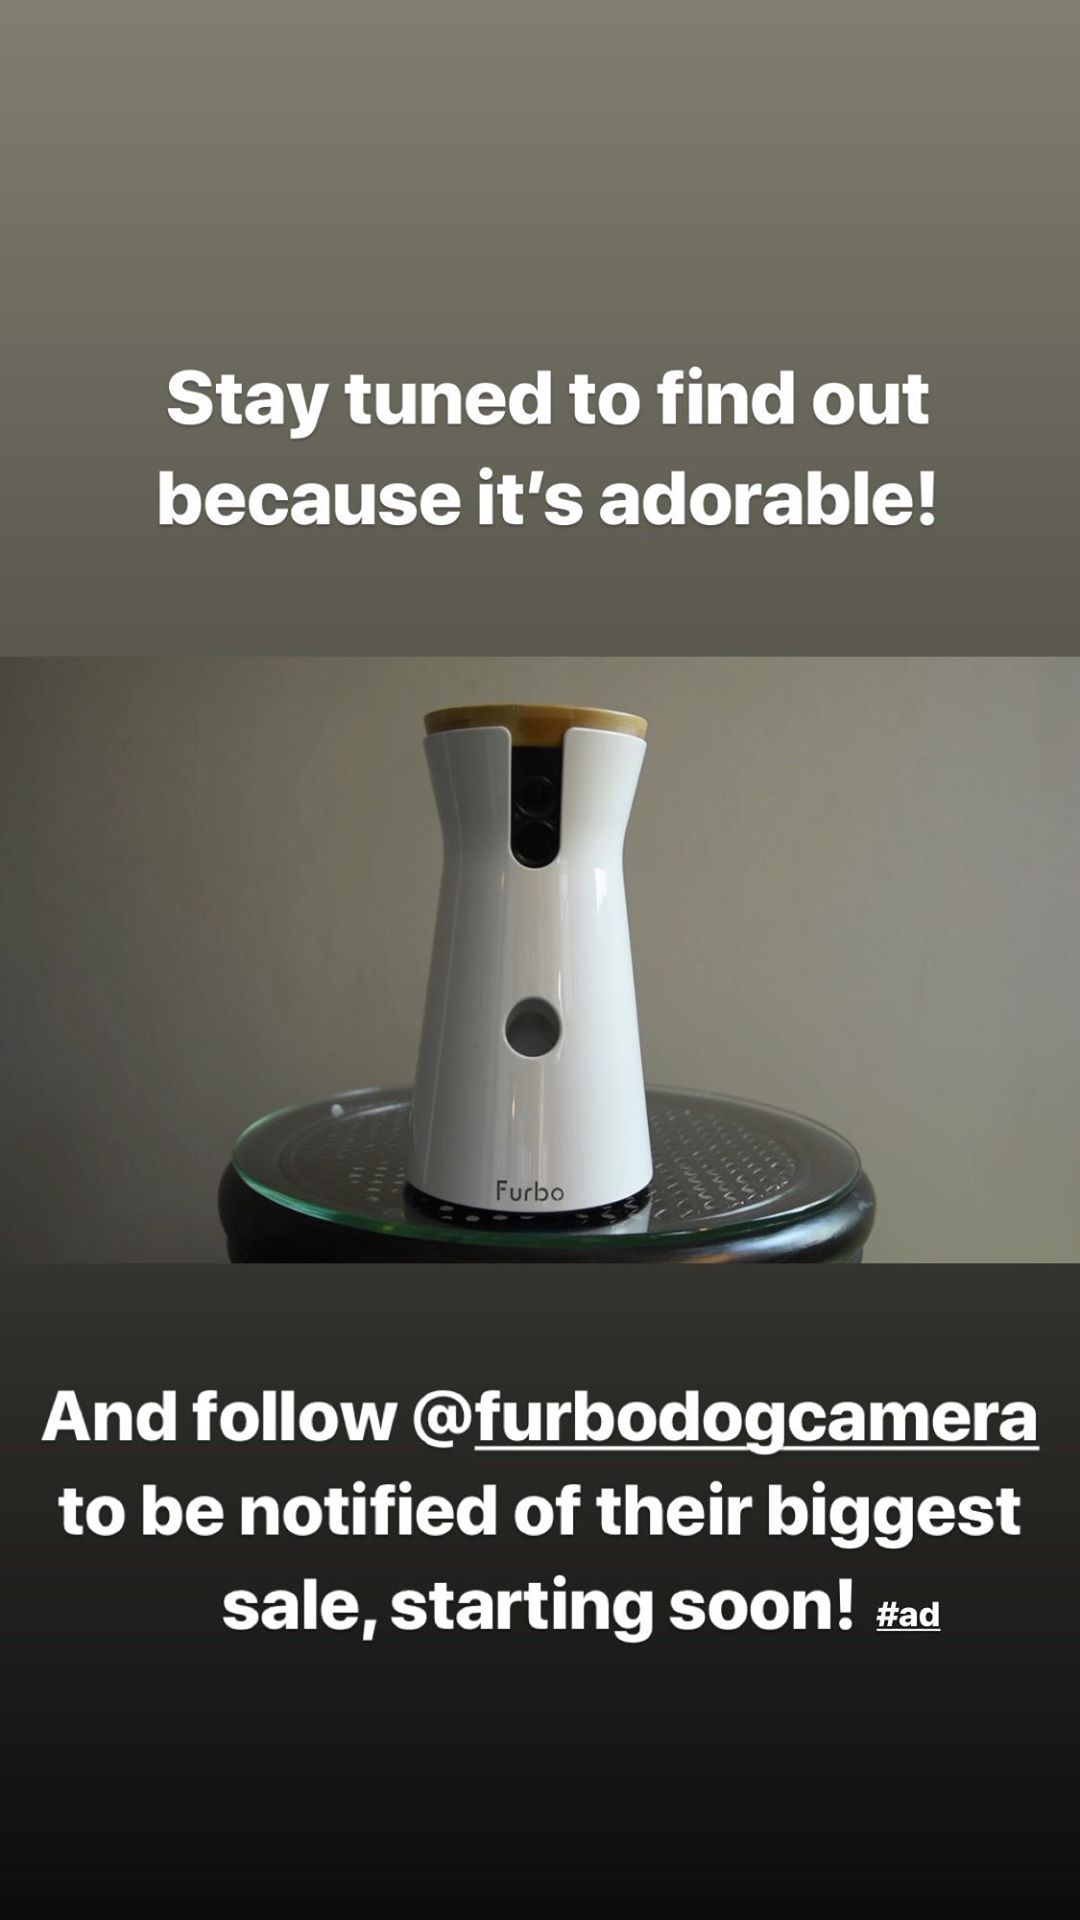 Stay tuned to find out
because it’s adorable!
Furbo
And follow @furbodogcamera
to be notified of their biggest
sale, starting soon! #ad